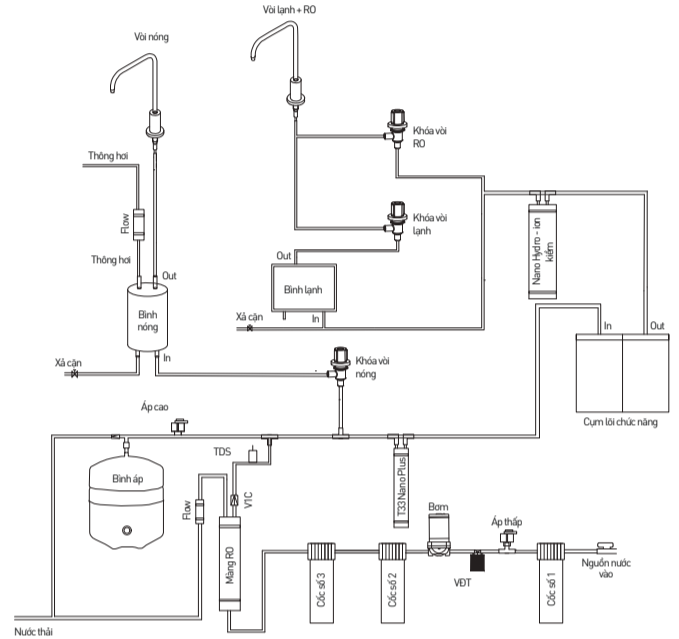 Vòi nóng
Vòi lạnh + RO
Khóa vòi
RO
Thông hơi
Flow
Khóa vòi
lạnh
Nano Hydro - ion
kiềm
Thông hơi
Out
Out
Bình lạnh
Bình
nóng
Xả cặn
In
In
Out
Xả cặn
In
Khóa vòi
nóng
Cụm lõi chức năng
Áp cao
TDS
Bình áp
T33 Nano Plus
Flow
V1C
Bơm
Áp thấp
Màng RO
Cốc số 3
Cốc số 2
VĐT
Cốc số 1
Nguồn nước
vào
Nước thải